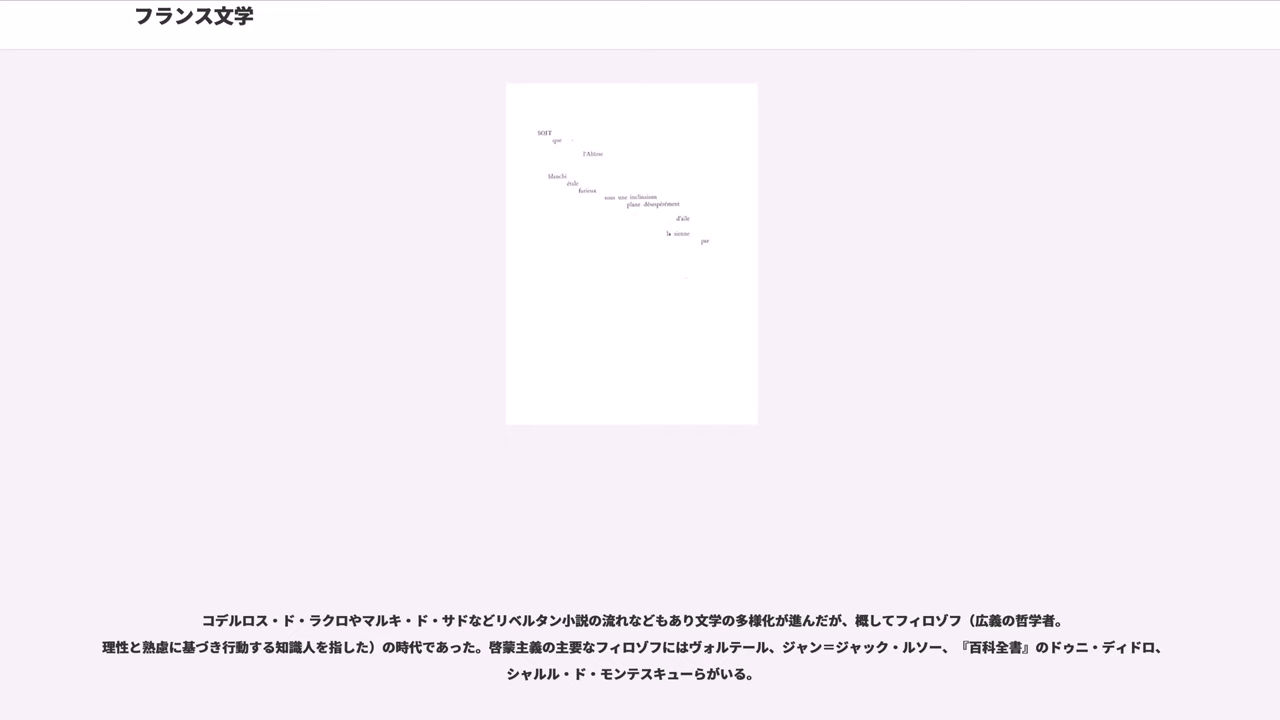 フランス文学
SOIT
que
l'Abîme
blanchi
étale
furieux
sous une inclinaison
plane désespérément
d'aile
la sienne
par
コデルロス・ド・ラクロやマルキ・ド・サドなどリベルタン小説の流れなどもあり文学の多様化が進んだが、概してフィロゾフ（広義の哲学者。
理性と熟慮に基づき行動する知識人を指した）の時代であった。啓蒙主義の主要なフィロゾフにはヴォルテール、ジャン＝ジャック・ルソー、『百科全書』のドゥニ・ディドロ、
シャルル・ド・モンテスキューらがいる。